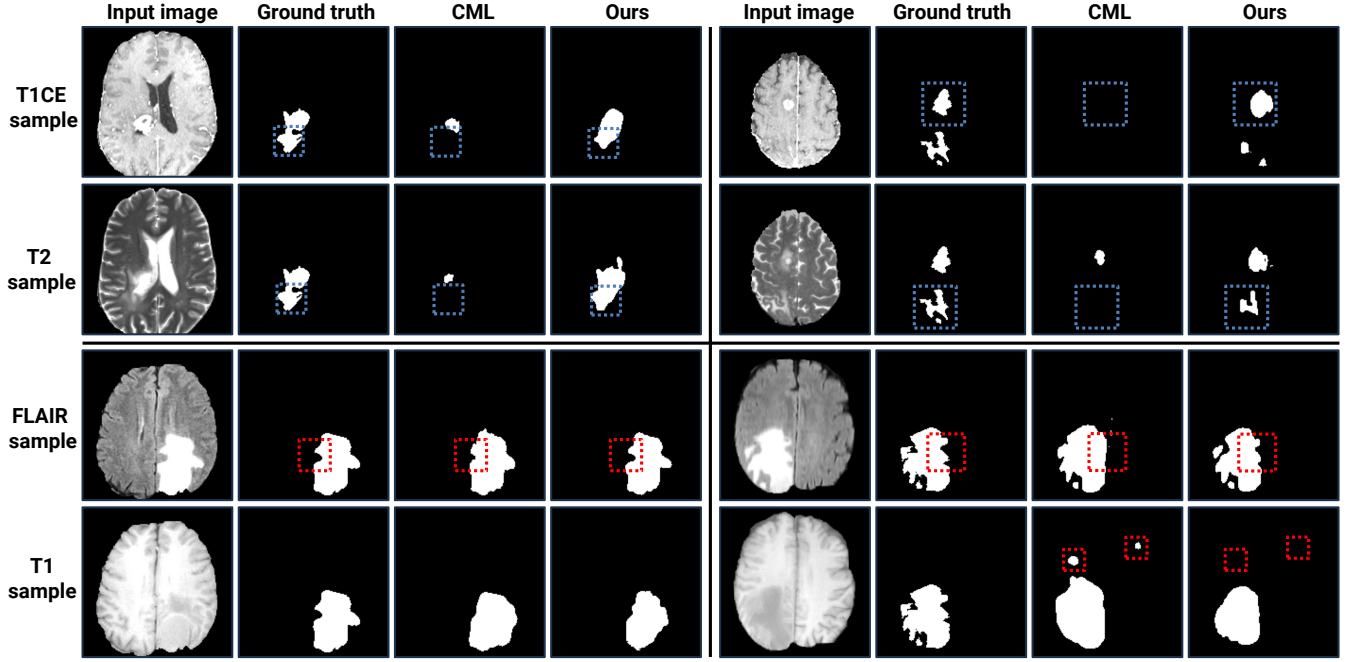 Input image Ground truth CML Ours Input image Ground truth CML Ours
T1CE
sample
T2
sample
FLAIR
sample
T1
sample